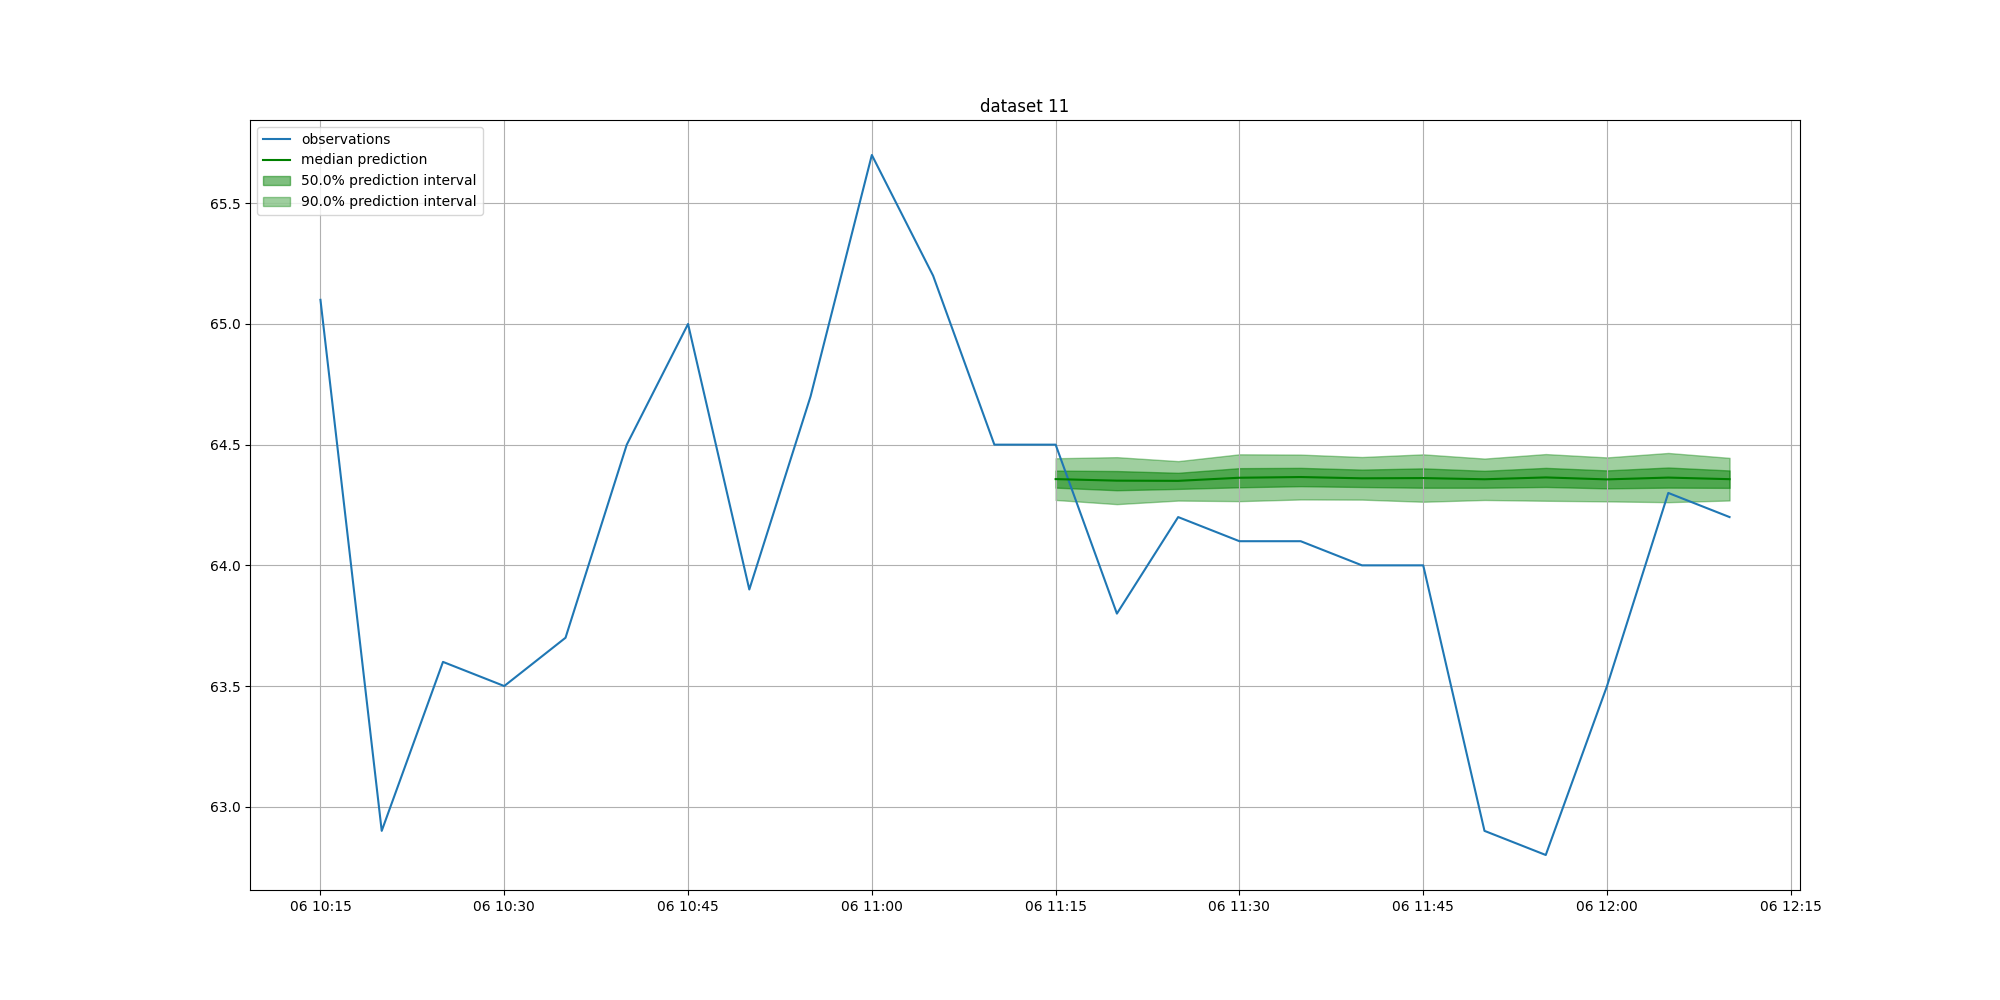 dataset 11
observations
median prediction
50.0% prediction interval
90.0% prediction interval
65.5
65.0
64.5
64.0
63.5
63.0
06 10:15 06 10:30 06 10:45 06 11:00 06 11:15 06 11:30 06 11:45 06 12:00 06 12:15